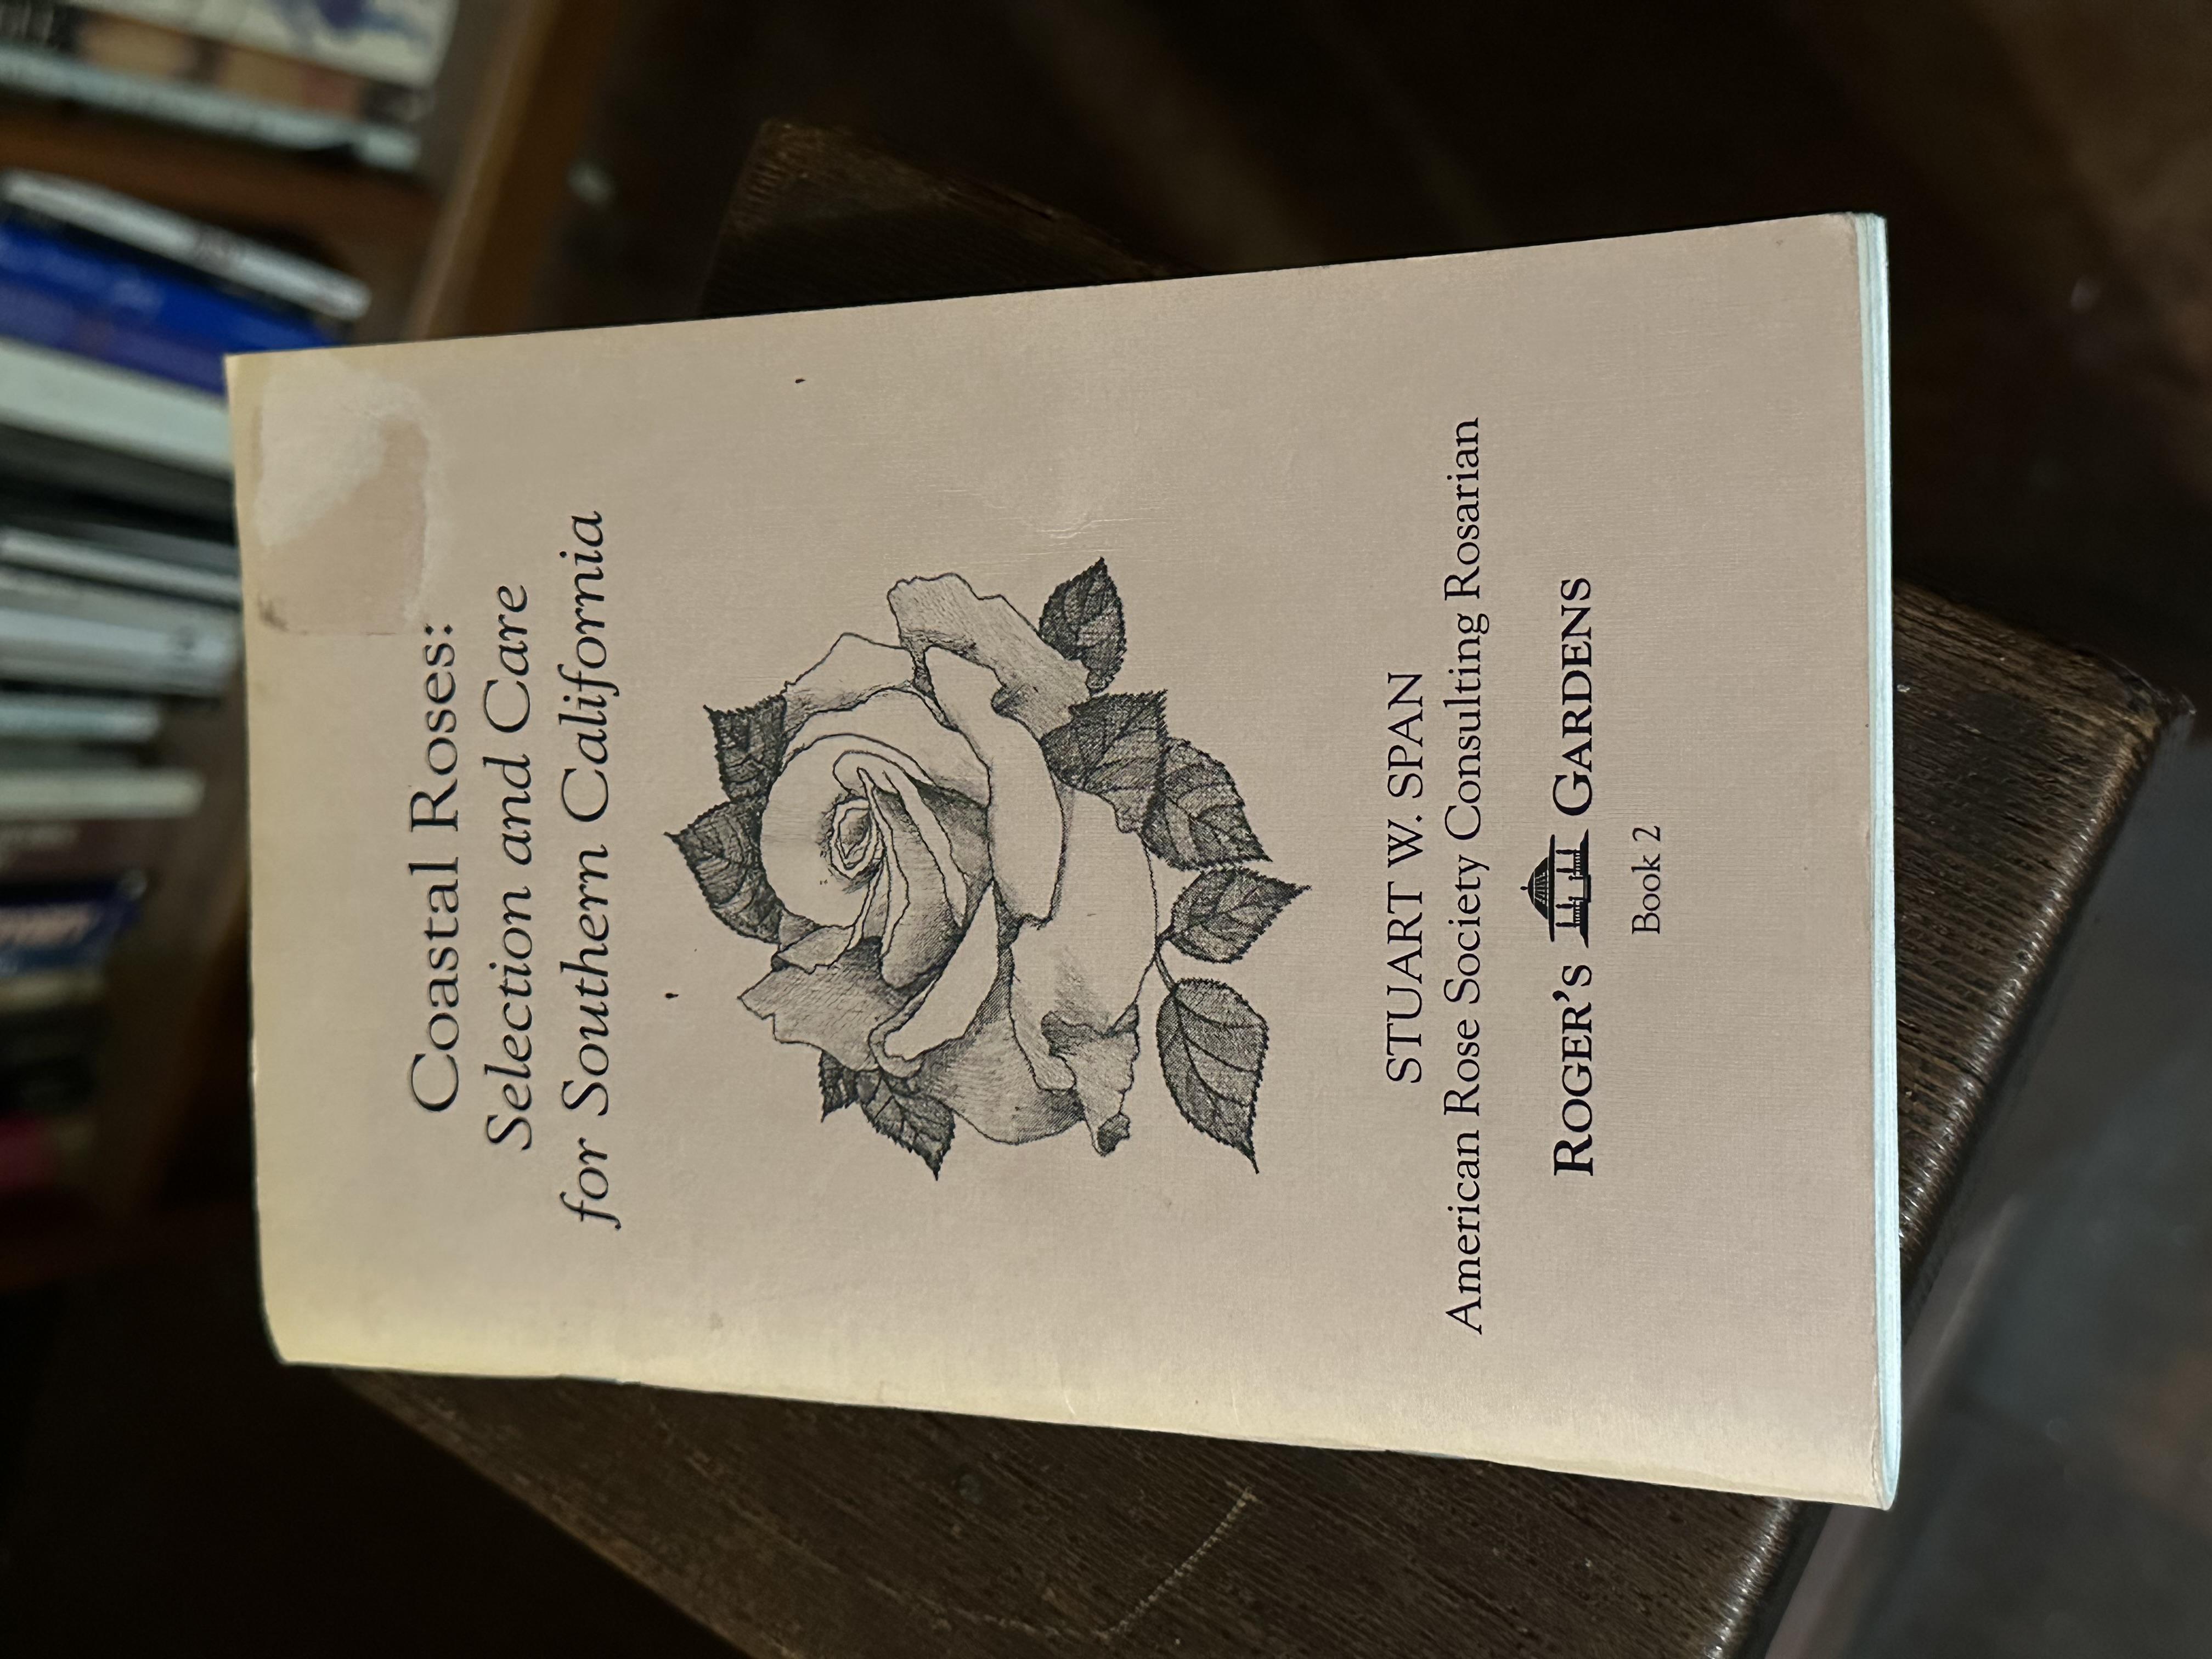 Coastal Roses:
Selection and Care
for Southern California
STUART W. SPAN
American Rose Society Consulting Rosarian
ROGER'S GARDENS
Book 2